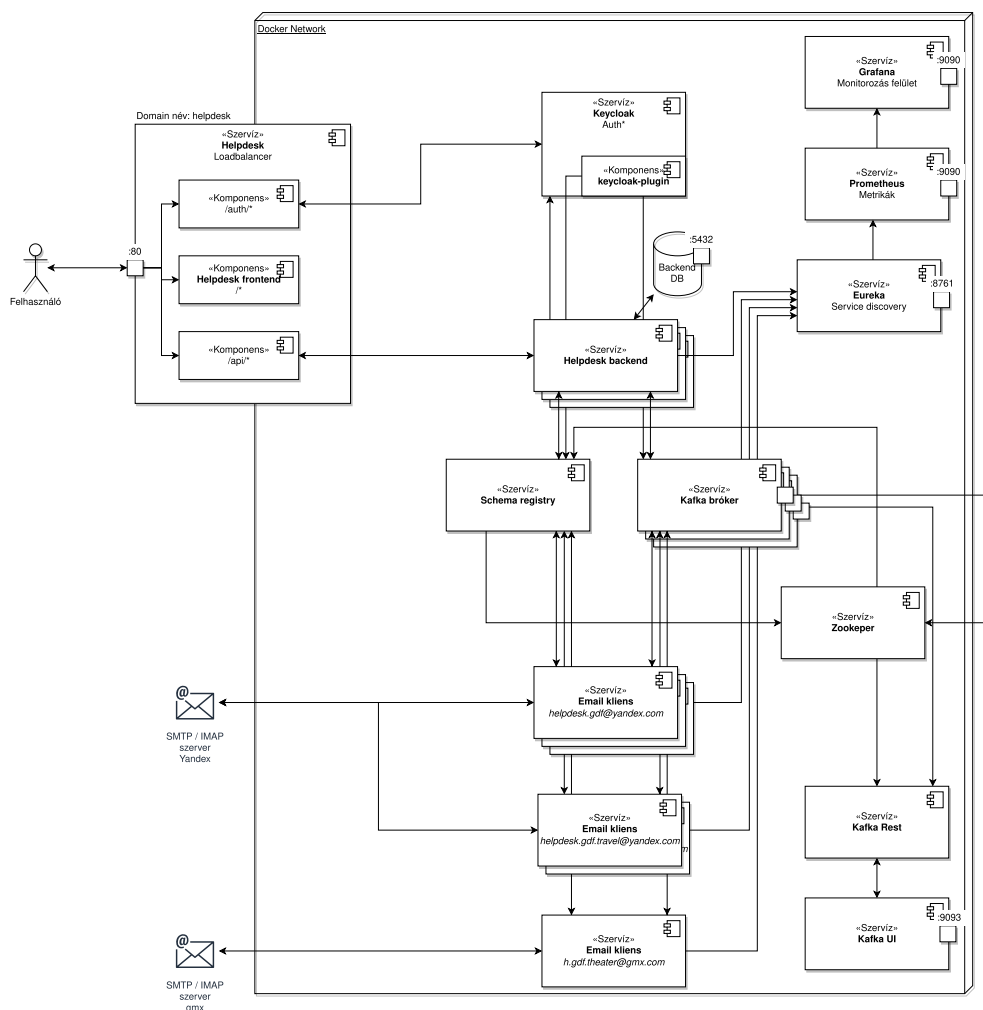 Docker Network
«Szervíz»
Grafana
Monitorozás felület
:9090
Domain név: helpdesk
«Szervíz»
Helpdesk
Loadbalancer
«Szervíz»
Keycloak
Auth*
«Komponens»
keycloak-plugin
«Szervíz»
Prometheus
Metrikák
:9090
«Komponens»
/auth/*
:80
Felhasználó
«Komponens»
Helpdesk frontend
/*
Backend
DB
:5432
«Szervíz»
Eureka
Service discovery
:8761
«Komponens»
/api/*
«Szervíz»
Helpdesk backend
«Szervíz»
Schema registry
«Szervíz»
Kafka bróker
«Szervíz»
Zookeper
SMTP / IMAP
szerver
Yandex
«Szervíz»
Email kliens
helpdesk.gdf@yandex.com
«Szervíz»
Email kliens
helpdesk.gdf.travel@yandex.com
m
«Szervíz»
Kafka Rest
«Szervíz»
Email kliens
h.gdf.theater@gmx.com
«Szervíz»
Kafka UI
:9093
SMTP / IMAP
szerver
gmx